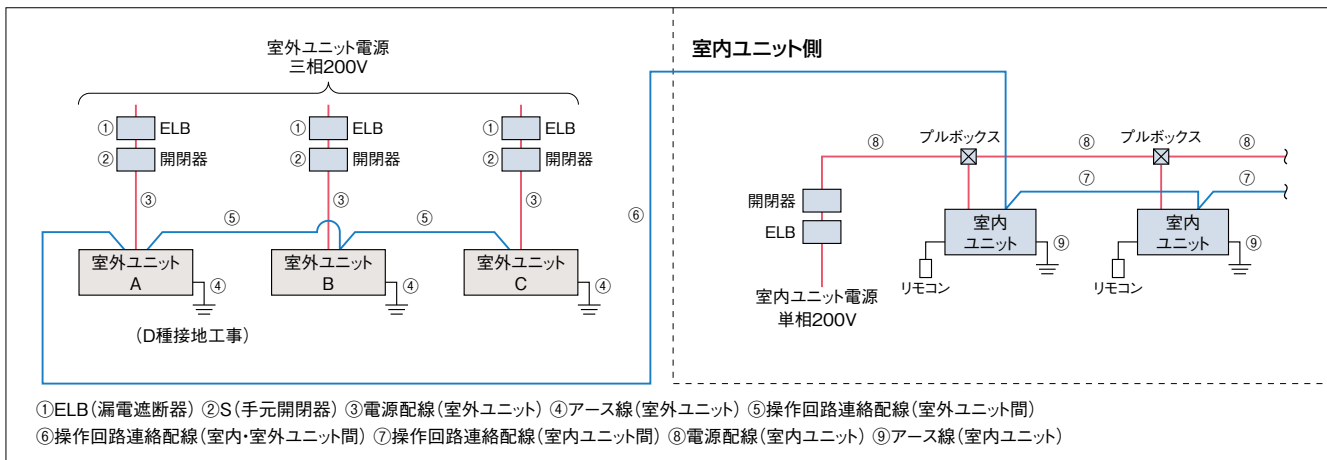 室外ユニット電源
三相200V
① ELB ① ELB ① ELB
② 開閉器 ② 開閉器 ② 開閉器
③ ③ ③
⑤ ⑤ ⑥
室外ユニット
A
④
室外ユニット
B
④
室外ユニット
C
④
(D種接地工事)
室内ユニット側
⑧ プルボックス ⑧ プルボックス ⑧
⑦ ⑦
開閉器
ELB
室内
ユニット
⑨
室内
ユニット
⑨
リモコン リモコン
室内ユニット電源
単相200V
①ELB(漏電遮断器) ②S(手元開閉器) ③電源配線(室外ユニット) ④アース線(室外ユニット) ⑤操作回路連絡配線(室外ユニット間)
⑥操作回路連絡配線(室内・室外ユニット間) ⑦操作回路連絡配線(室内ユニット間) ⑧電源配線(室内ユニット) ⑨アース線(室内ユニット)